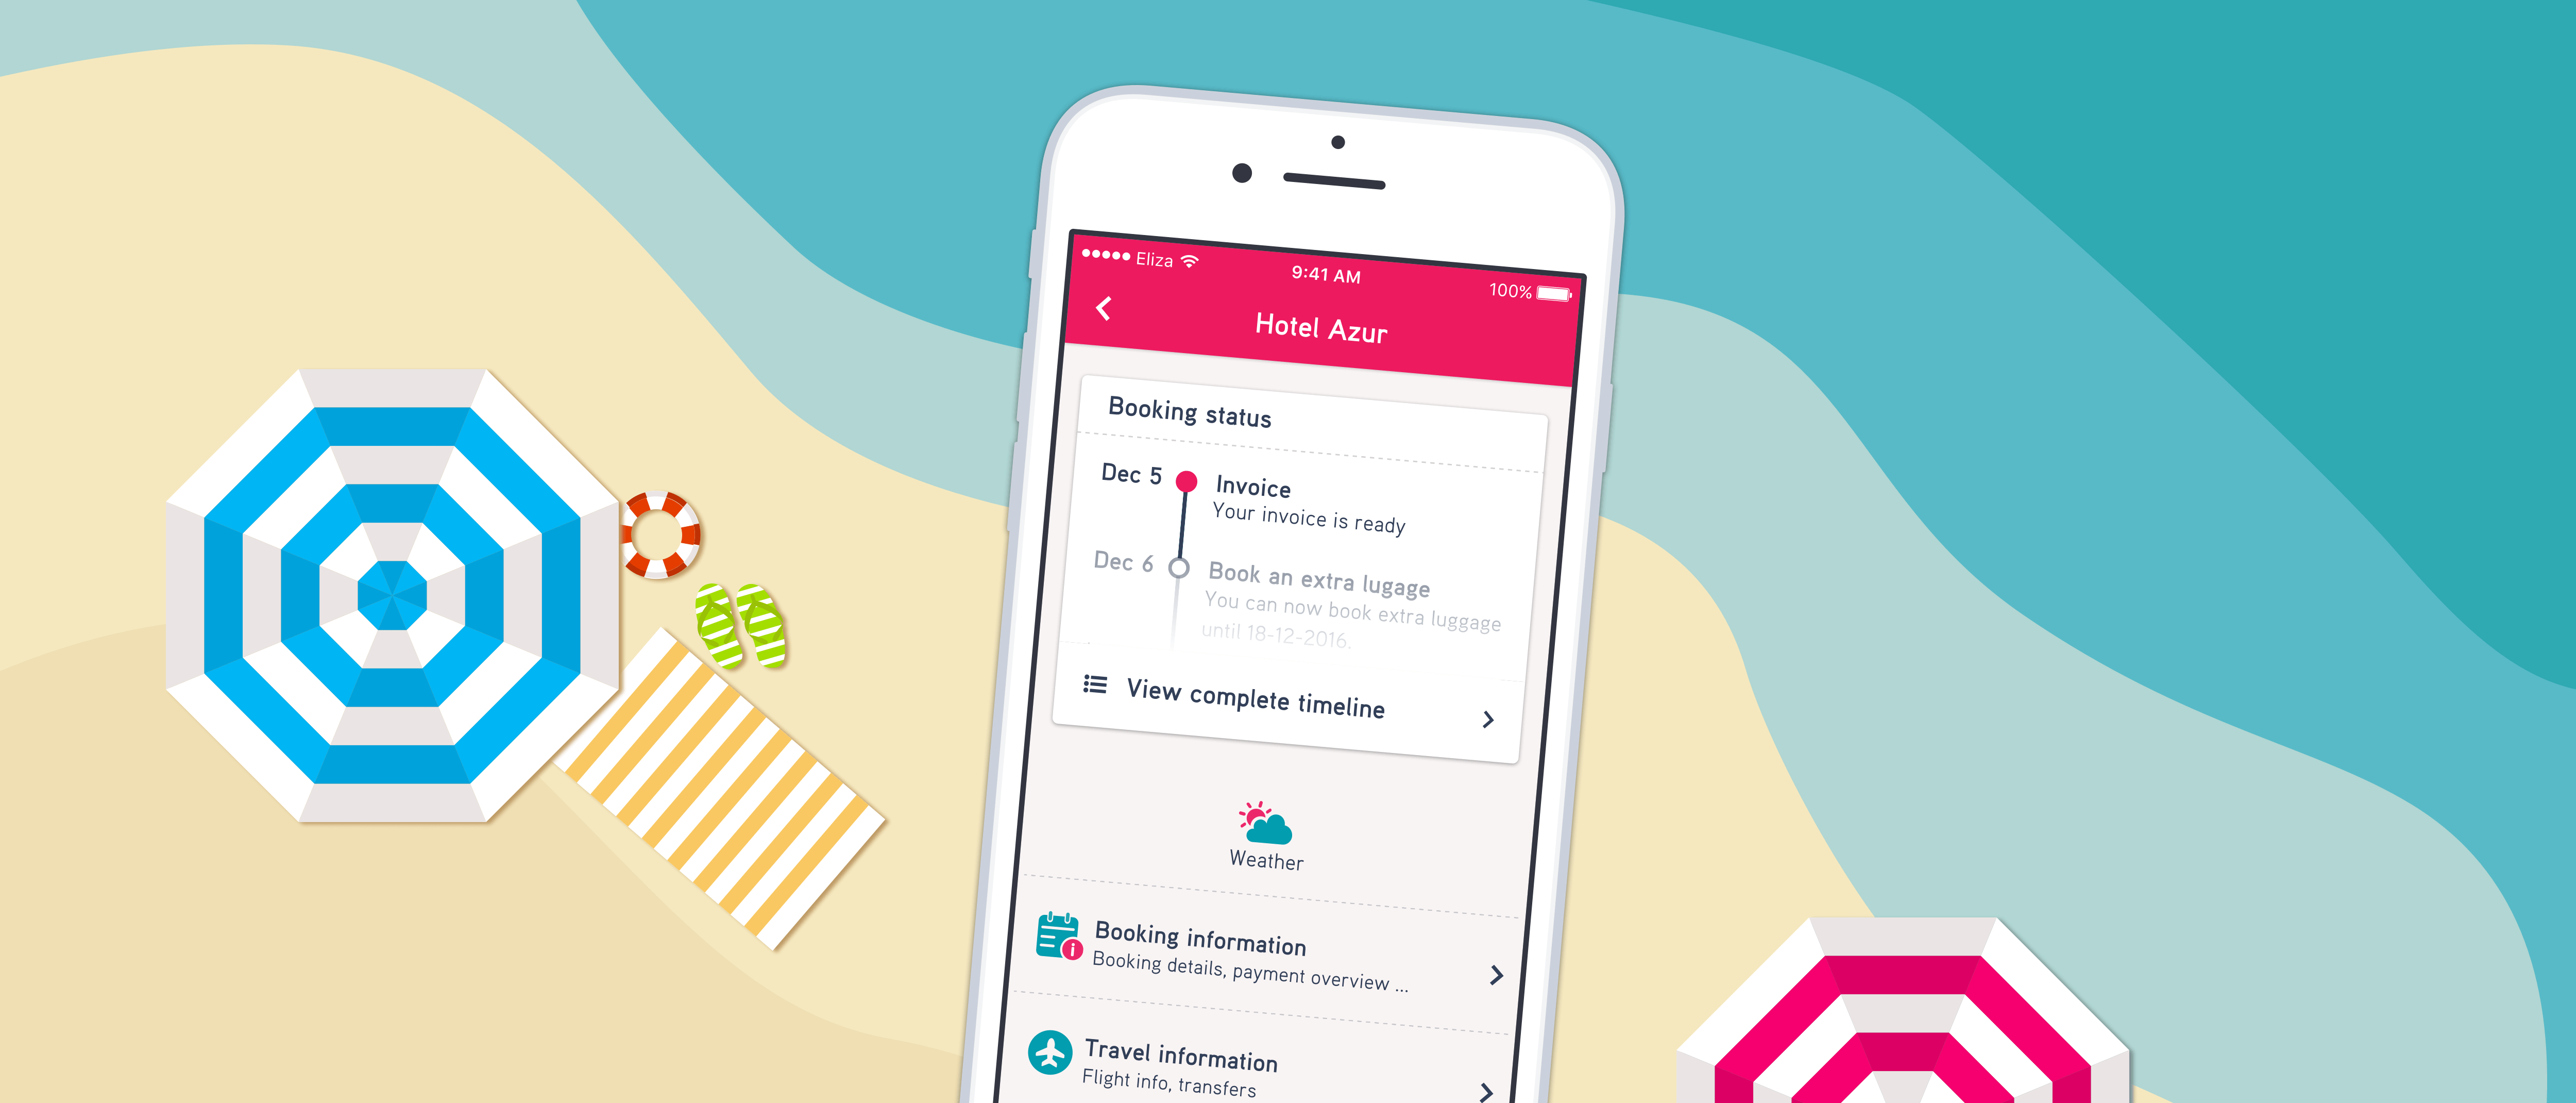 Eliza
9:41 AM
100%
Hotel Azur
Booking status
Dec 5
Invoice
Your invoice is ready
Dec 6
Book an extra lugage
You can now book extra luggage
until 18-12-2016.
View complete timeline
Weather
Booking information
Booking details, payment overview ...
Travel information
Flight info, transfers